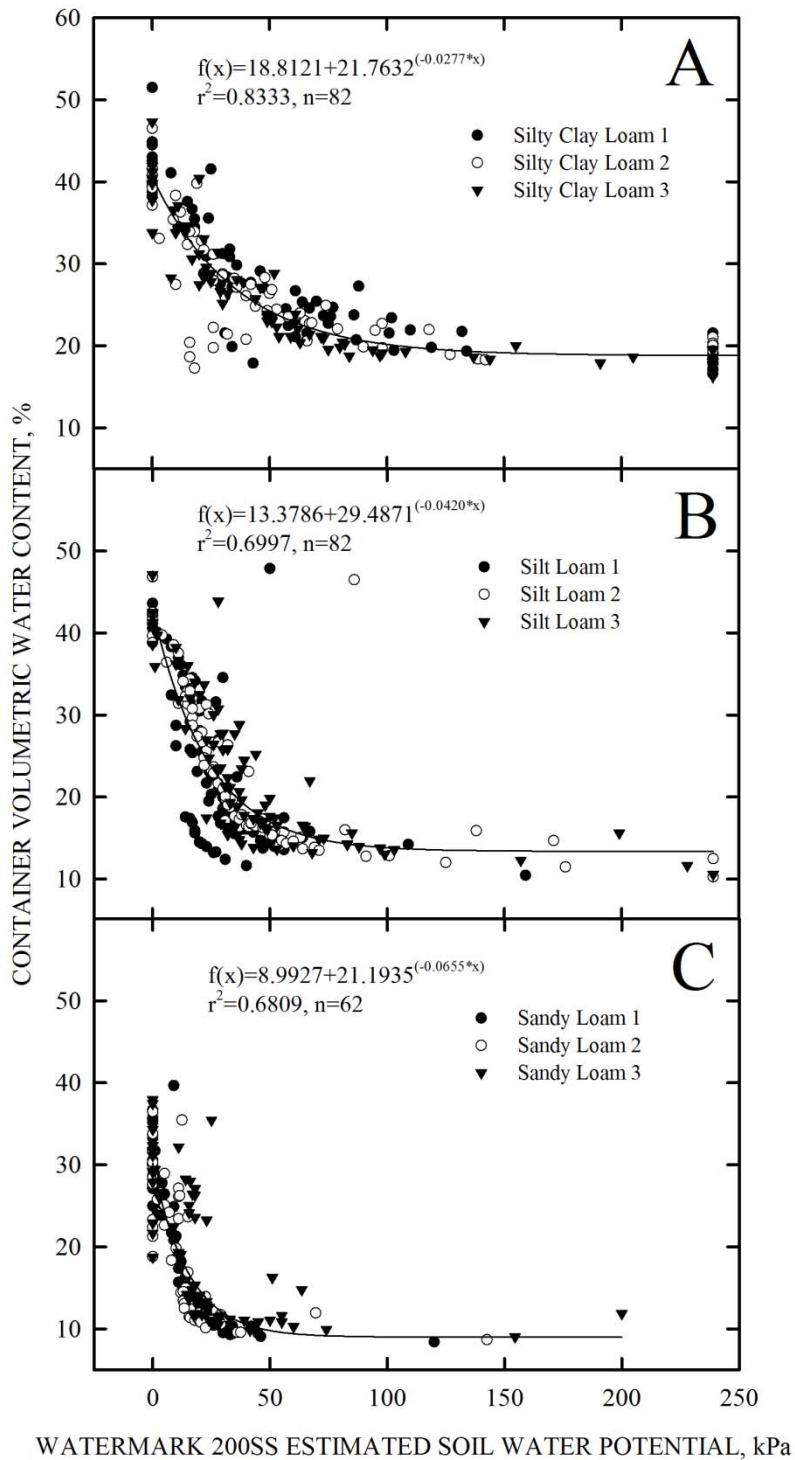 60
50
40
30
20
10
f(x)=18.8121+21.7632(-0.0277*x)
r2=0.8333, n=82
A
Silty Clay Loam 1
Silty Clay Loam 2
Silty Clay Loam 3
50
40
30
20
10
f(x)=13.3786+29.4871(-0.0420*x)
r2=0.6997, n=82
B
Silt Loam 1
Silt Loam 2
Silt Loam 3
50
40
30
20
10
f(x)=8.9927+21.1935(-0.0655*x)
r2=0.6809, n=62
C
Sandy Loam 1
Sandy Loam 2
Sandy Loam 3
CONTAINER VOLUMETRIC WATER CONTENT, %
0 50 100 150 200 250
WATERMARK 200SS ESTIMATED SOIL WATER POTENTIAL, kPa